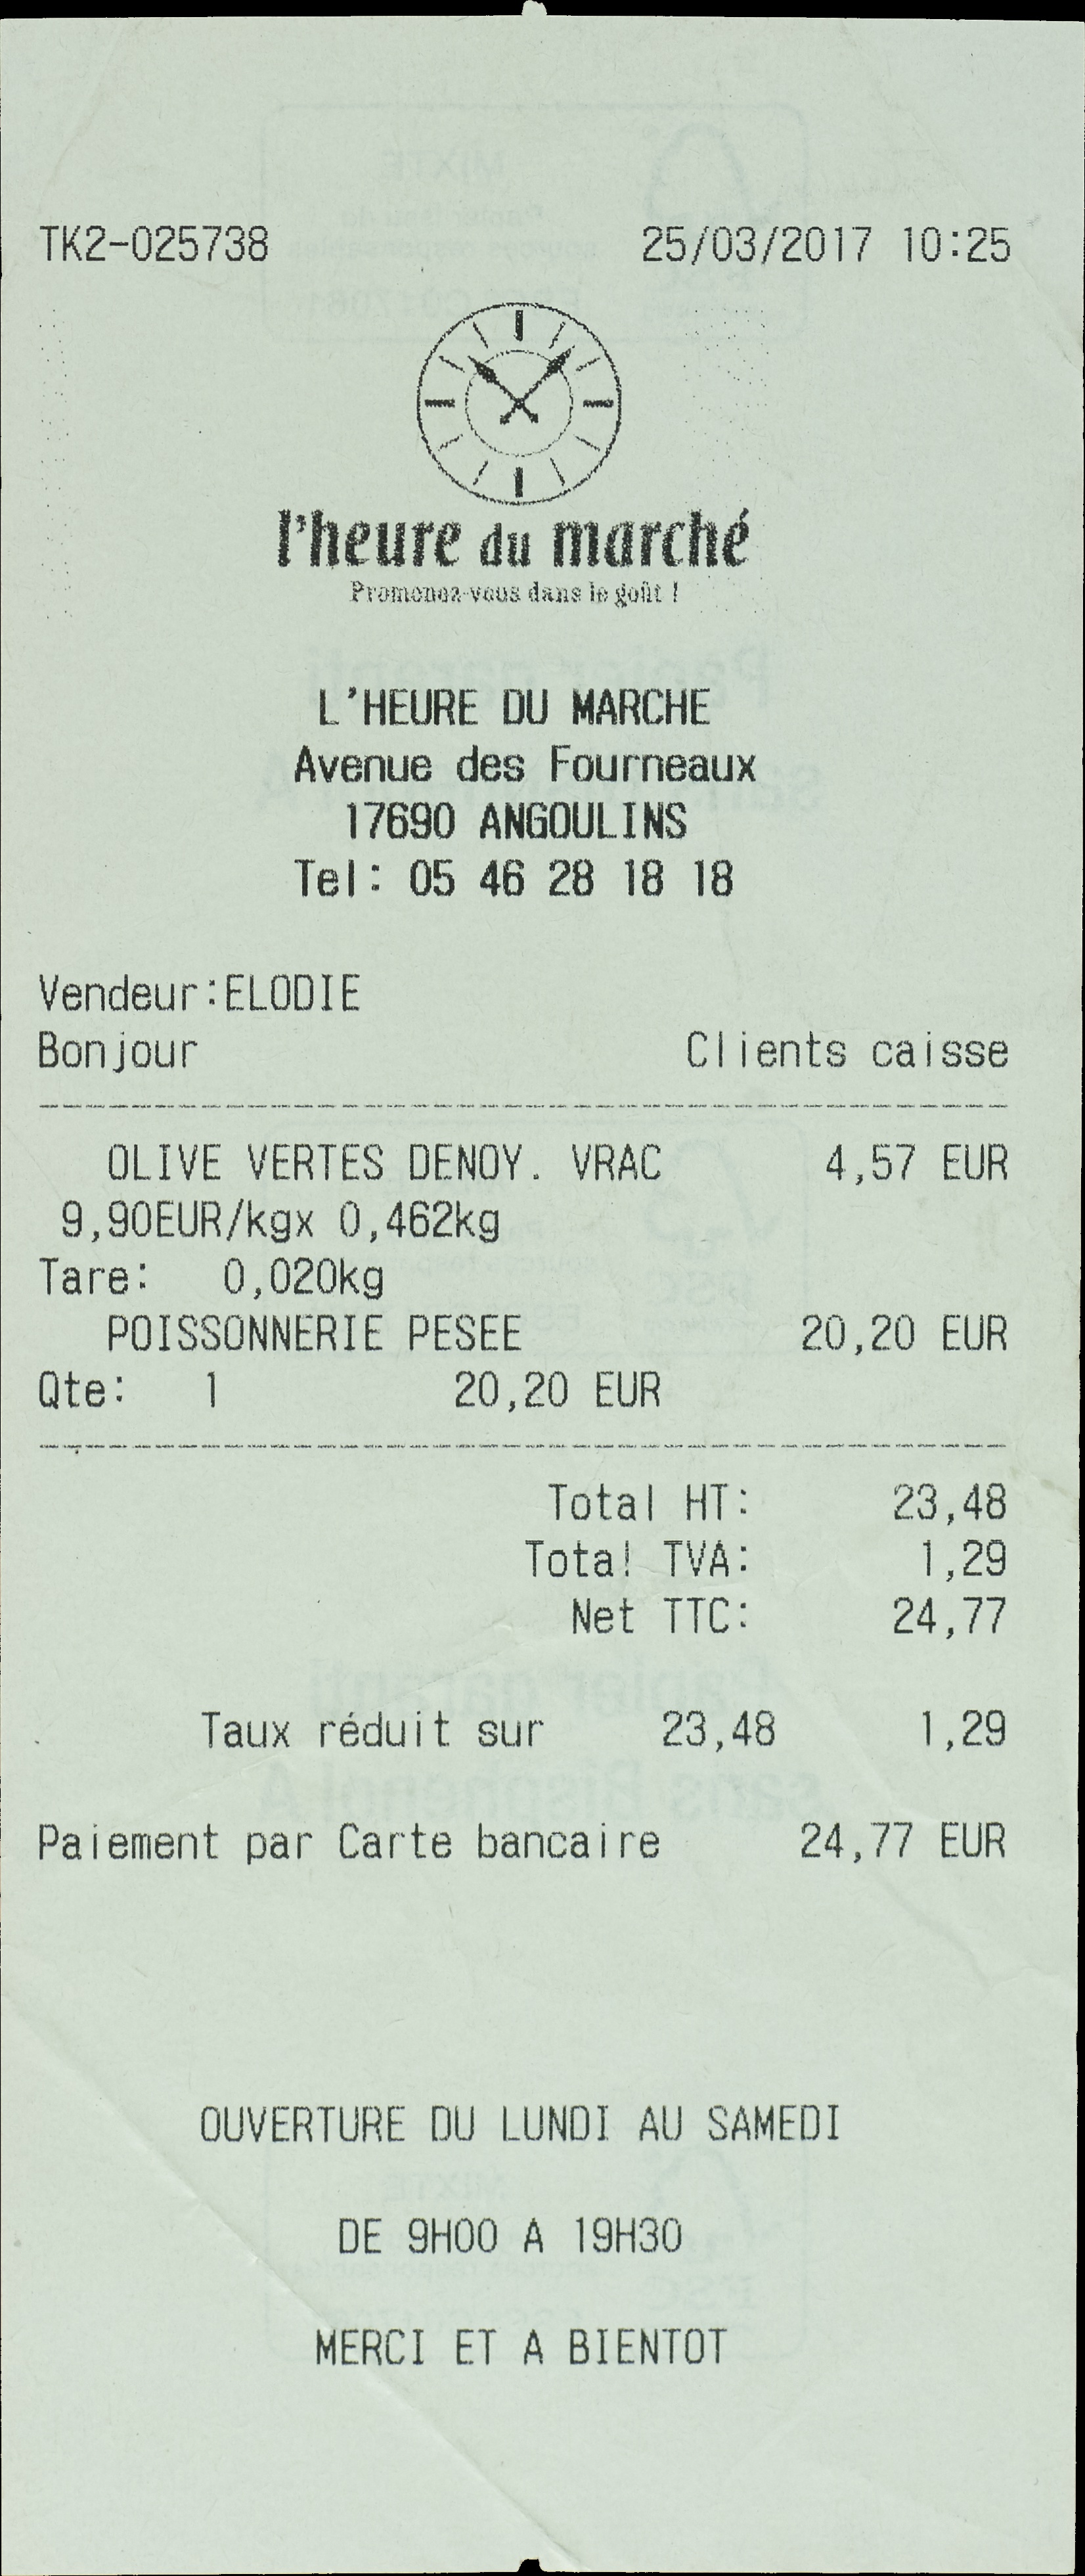 TK2-025738 25/03/2017 10:25
l'heure du marché
Promenez-vous dans le goût !
L'HEURE DU MARCHE
Avenue des Fourneaux
17690 ANGOULINS
Tel: 05 46 28 18 18
Vendeur:ELODIE
Bonjour Clients caisse
OLIVE VERTES DENOY. VRAC 4,57 EUR
9,90EUR/kgx 0,462kg
Tare: 0,020kg
POISSONNERIE PESEE 20,20 EUR
Qte: 1 20,20 EUR
Total HT: 23,48
Total TVA: 1,29
Net TTC: 24,77
Taux réduit sur 23,48 1,29
Paiement par Carte bancaire 24,77 EUR
OUVERTURE DU LUNDI AU SAMEDI
DE 9H00 A 19H30
MERCI ET A BIENTOT